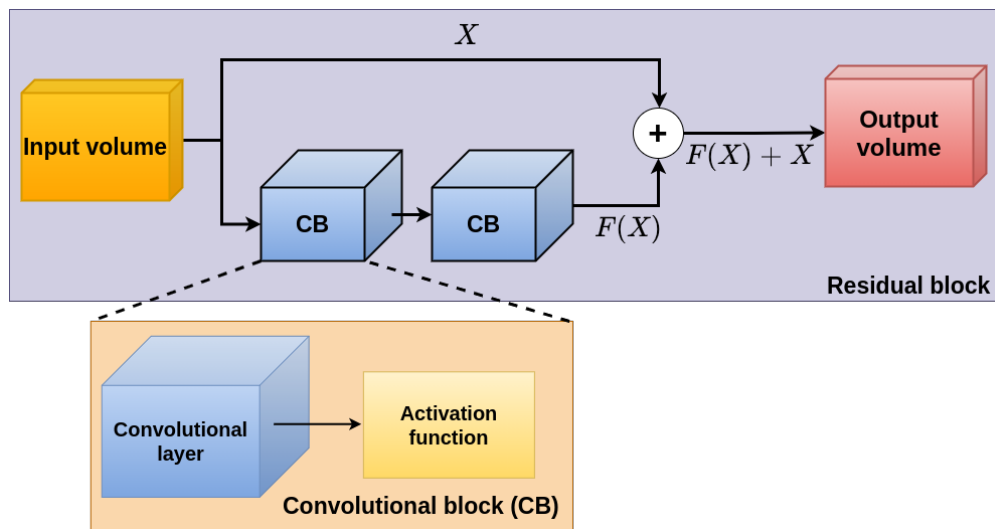 X
Input volume
+
F(X) + X
Output
volume
CB
CB
F(X)
Residual block
Convolutional
layer
Activation
function
Convolutional block (CB)